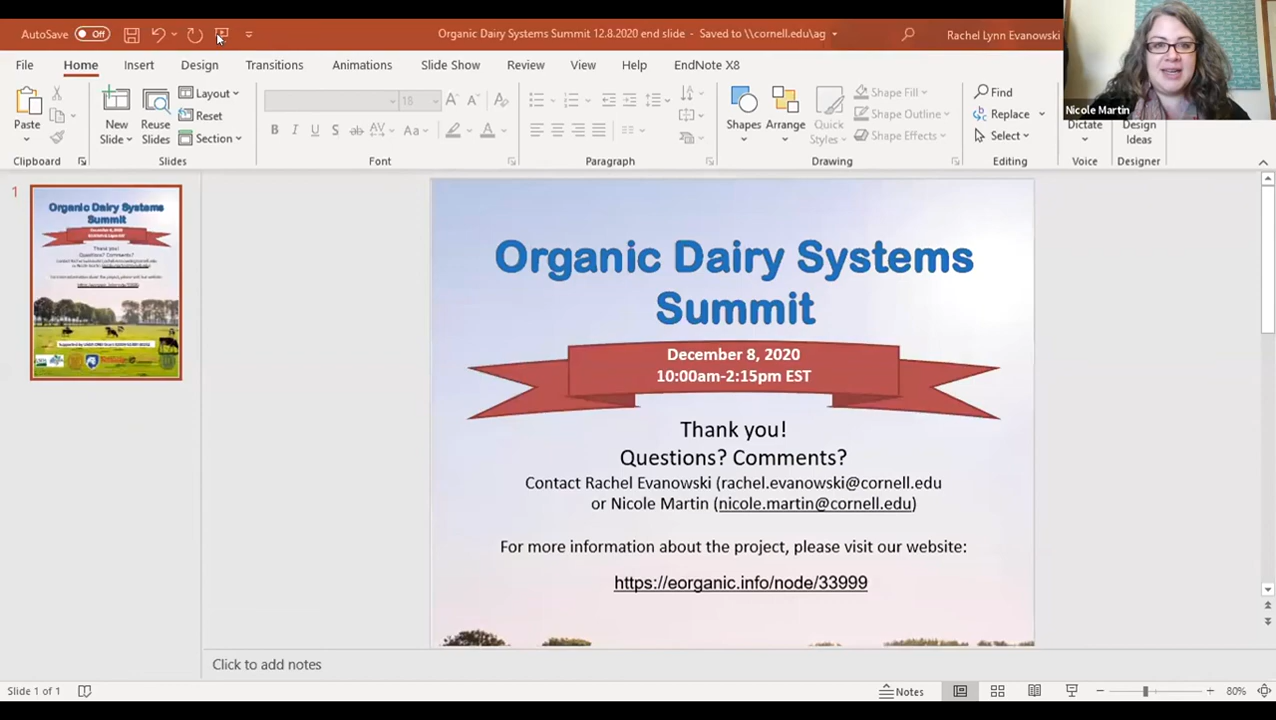 AutoSave Off
Organic Dairy Systems Summit 12.8.2020 end slide - Saved to \\cornell.edu\ag
Rachel Lynn Evanowski
Nicole Martin
File Home Insert Design Transitions Animations Slide Show Review View Help EndNote X8
Paste
Clipboard
New Slide
Reuse Slides
Layout
Reset
Section
Slides
18
B I U S ab AV Aa A
Font
Paragraph
Shapes
Arrange
Quick Styles
Shape Fill
Shape Outline
Shape Effects
Drawing
Find
Replace
Select
Editing
Dictate
Voice
Design Ideas
Designer
1
Organic Dairy Systems
Summit
December 8, 2020
10:00am-2:15pm EST
Thank you!
Questions? Comments?
Contact Rachel Evanowski (rachel.evanowski@cornell.edu
or Nicole Martin (nicole.martin@cornell.edu)
For more information about the project, please visit our website:
https://eorganic.info/node/33999
Click to add notes
Slide 1 of 1
Notes
80%